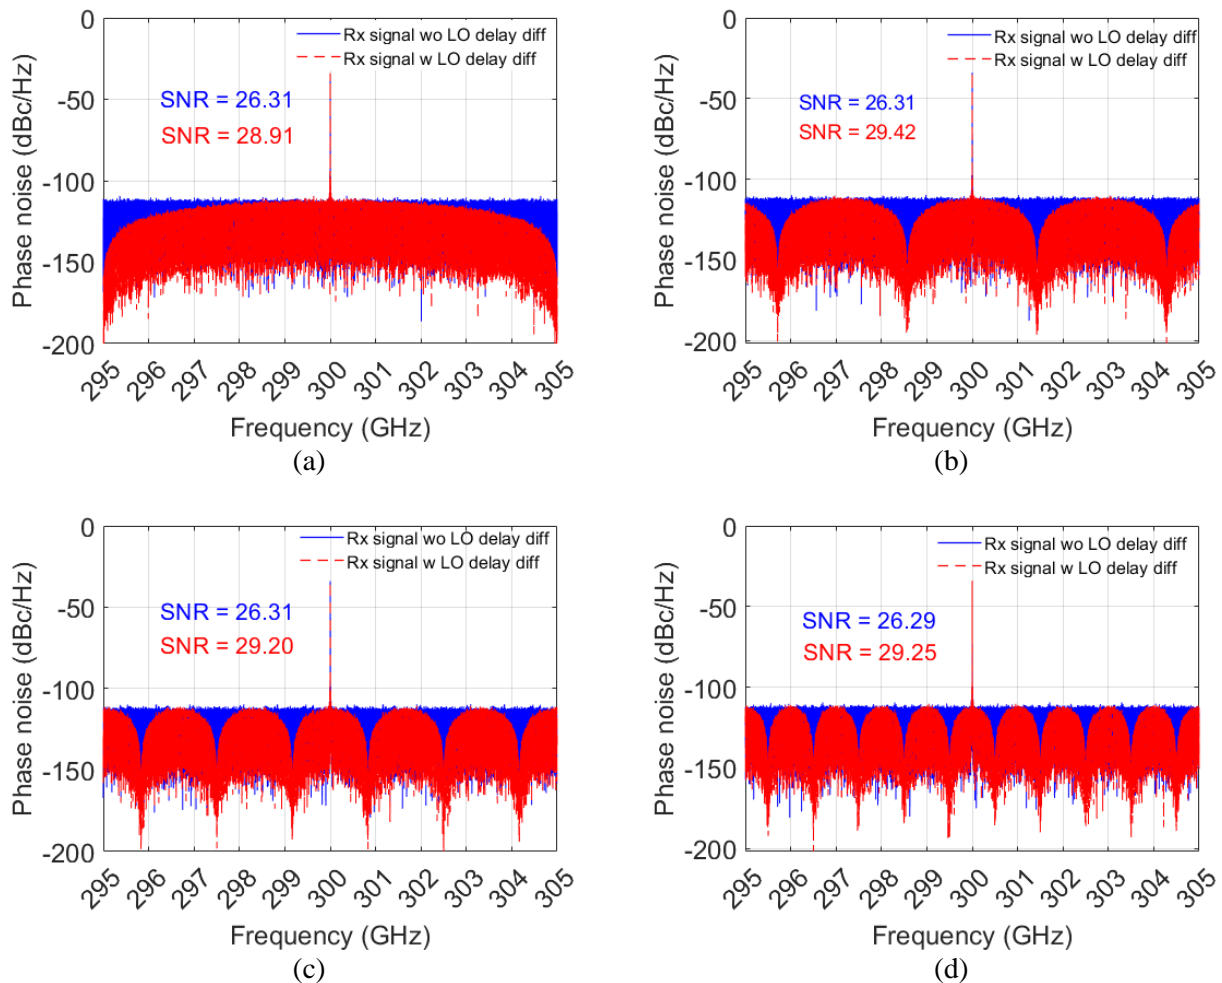 0
-50
-100
-150
-200
Phase noise (dBc/Hz)
Rx signal wo LO delay diff
Rx signal w LO delay diff
SNR = 26.31
SNR = 28.91
295 296 297 298 299 300 301 302 303 304 305
Frequency (GHz)
(a)
0
-50
-100
-150
-200
Phase noise (dBc/Hz)
Rx signal wo LO delay diff
Rx signal w LO delay diff
SNR = 26.31
SNR = 29.42
295 296 297 298 299 300 301 302 303 304 305
Frequency (GHz)
(b)
0
-50
-100
-150
-200
Phase noise (dBc/Hz)
Rx signal wo LO delay diff
Rx signal w LO delay diff
SNR = 26.31
SNR = 29.20
295 296 297 298 299 300 301 302 303 304 305
Frequency (GHz)
(c)
0
-50
-100
-150
-200
Phase noise (dBc/Hz)
Rx signal wo LO delay diff
Rx signal w LO delay diff
SNR = 26.29
SNR = 29.25
295 296 297 298 299 300 301 302 303 304 305
Frequency (GHz)
(d)